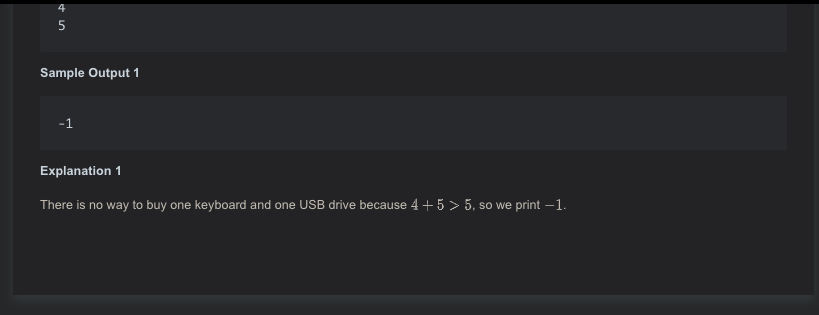 4
5
Sample Output 1
-1
Explanation 1
There is no way to buy one keyboard and one USB drive because 4 + 5 > 5, so we print −1.